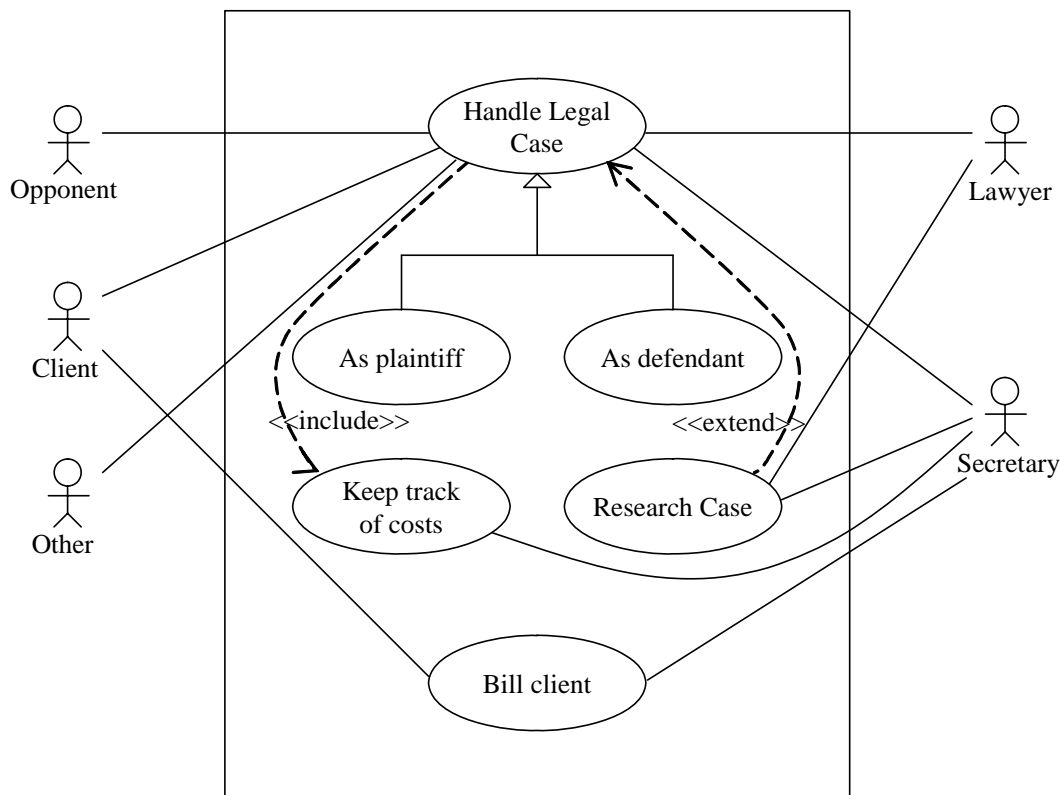 Handle Legal
Case
Opponent
Lawyer
Client
As plaintiff
As defendant
<<include>>
<<extend>>
Secretary
Other
Keep track
of costs
Research Case
Bill client